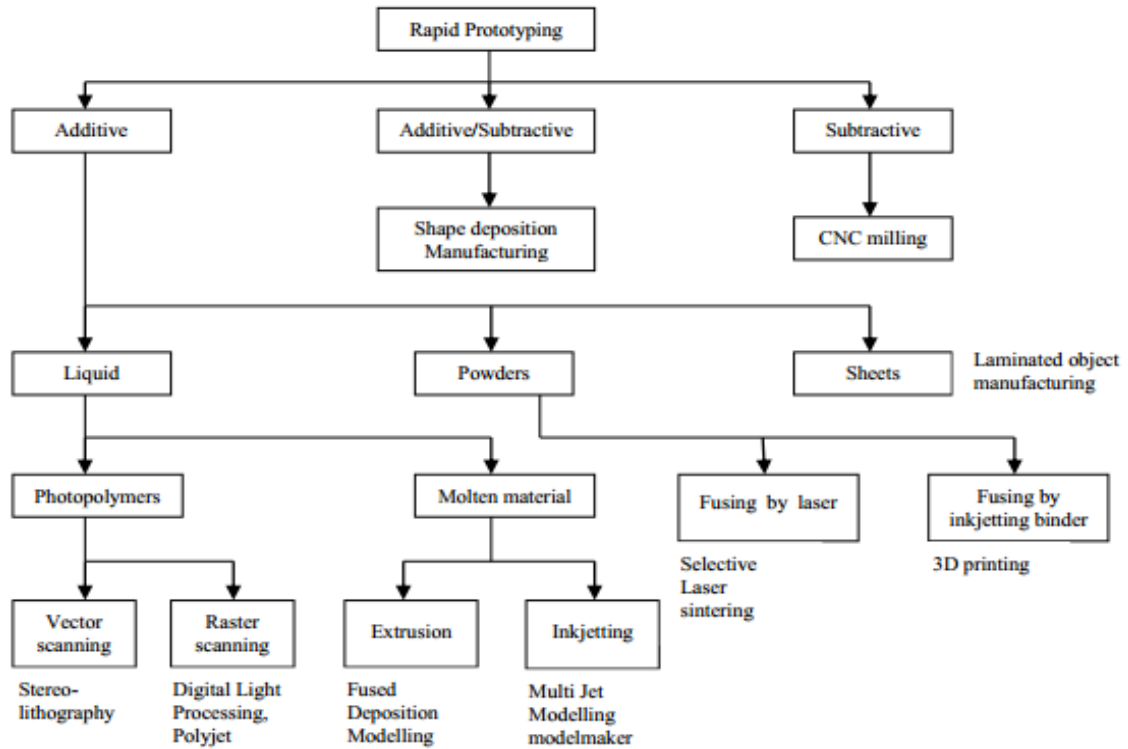 Rapid Prototyping
Additive
Additive/Subtractive
Subtractive
Shape deposition
Manufacturing
CNC milling
Liquid
Powders
Sheets
Laminated object
manufacturing
Photopolymers
Molten material
Fusing by laser
Fusing by
inkjetting binder
Selective
Laser
sintering
3D printing
Vector
scanning
Raster
scanning
Extrusion
Inkjetting
Stereo-
lithography
Digital Light
Processing,
Polyjet
Fused
Deposition
Modelling
Multi Jet
Modelling
modelmaker